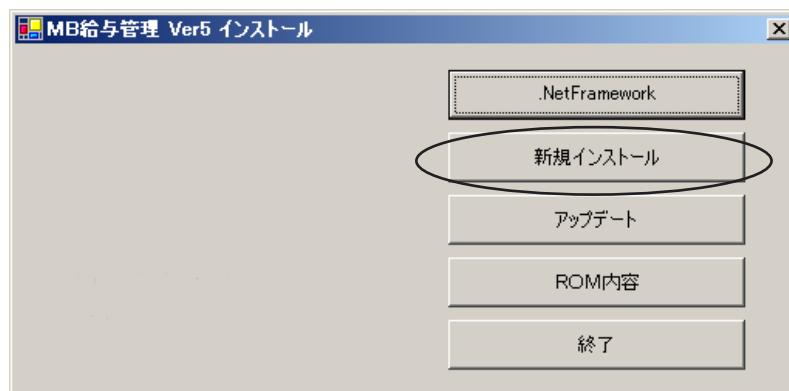 MB給与管理 Ver5 インストール
.NetFramework
新規インストール
アップデート
ROM内容
終了